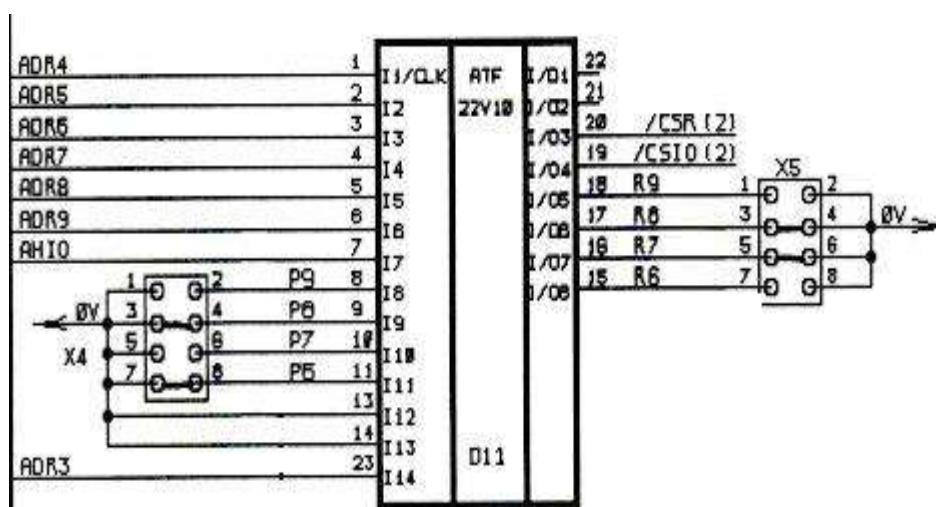 ADR4 1 I1/CLK ATF I/O1 22
ADR5 2 I2 22V10 I/O2 21
ADR6 3 I3 I/O3 20 /CSR (2)
ADR7 4 I4 I/O4 19 /CSIO (2)
X5
ADR8 5 I5 I/O5 18 R9 1 2
ADR9 6 I6 I/O6 17 R8 3 4 0V
AHIO 7 I7 I/O7 16 R7 5 6
1 2 P9 8 I8 I/O8 15 R6 7 8
0V 3 4 P8 9 I9
X4 5 6 P7 10 I10
7 8 P6 11 I11
13 I12
14 I13
ADR3 23 I14 D11